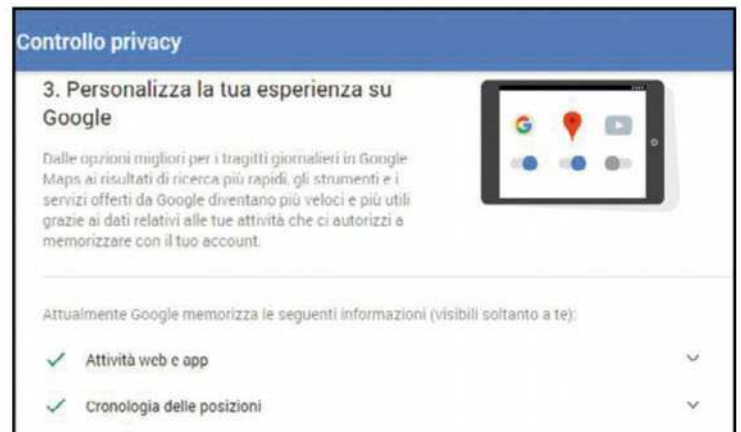 Controllo privacy
3. Personalizza la tua esperienza su
Google
Dalle opzioni migliori per i tragitti giornalieri in Google
Maps ai risultati di ricerca più rapidi, gli strumenti e i
servizi offerti da Google diventano più veloci e più utili
grazie ai dati relativi alle tue attività che ci autorizzi a
memorizzare con il tuo account.
Attualmente Google memorizza le seguenti informazioni (visibili soltanto a te):
Attività web e app
Cronologia delle posizioni